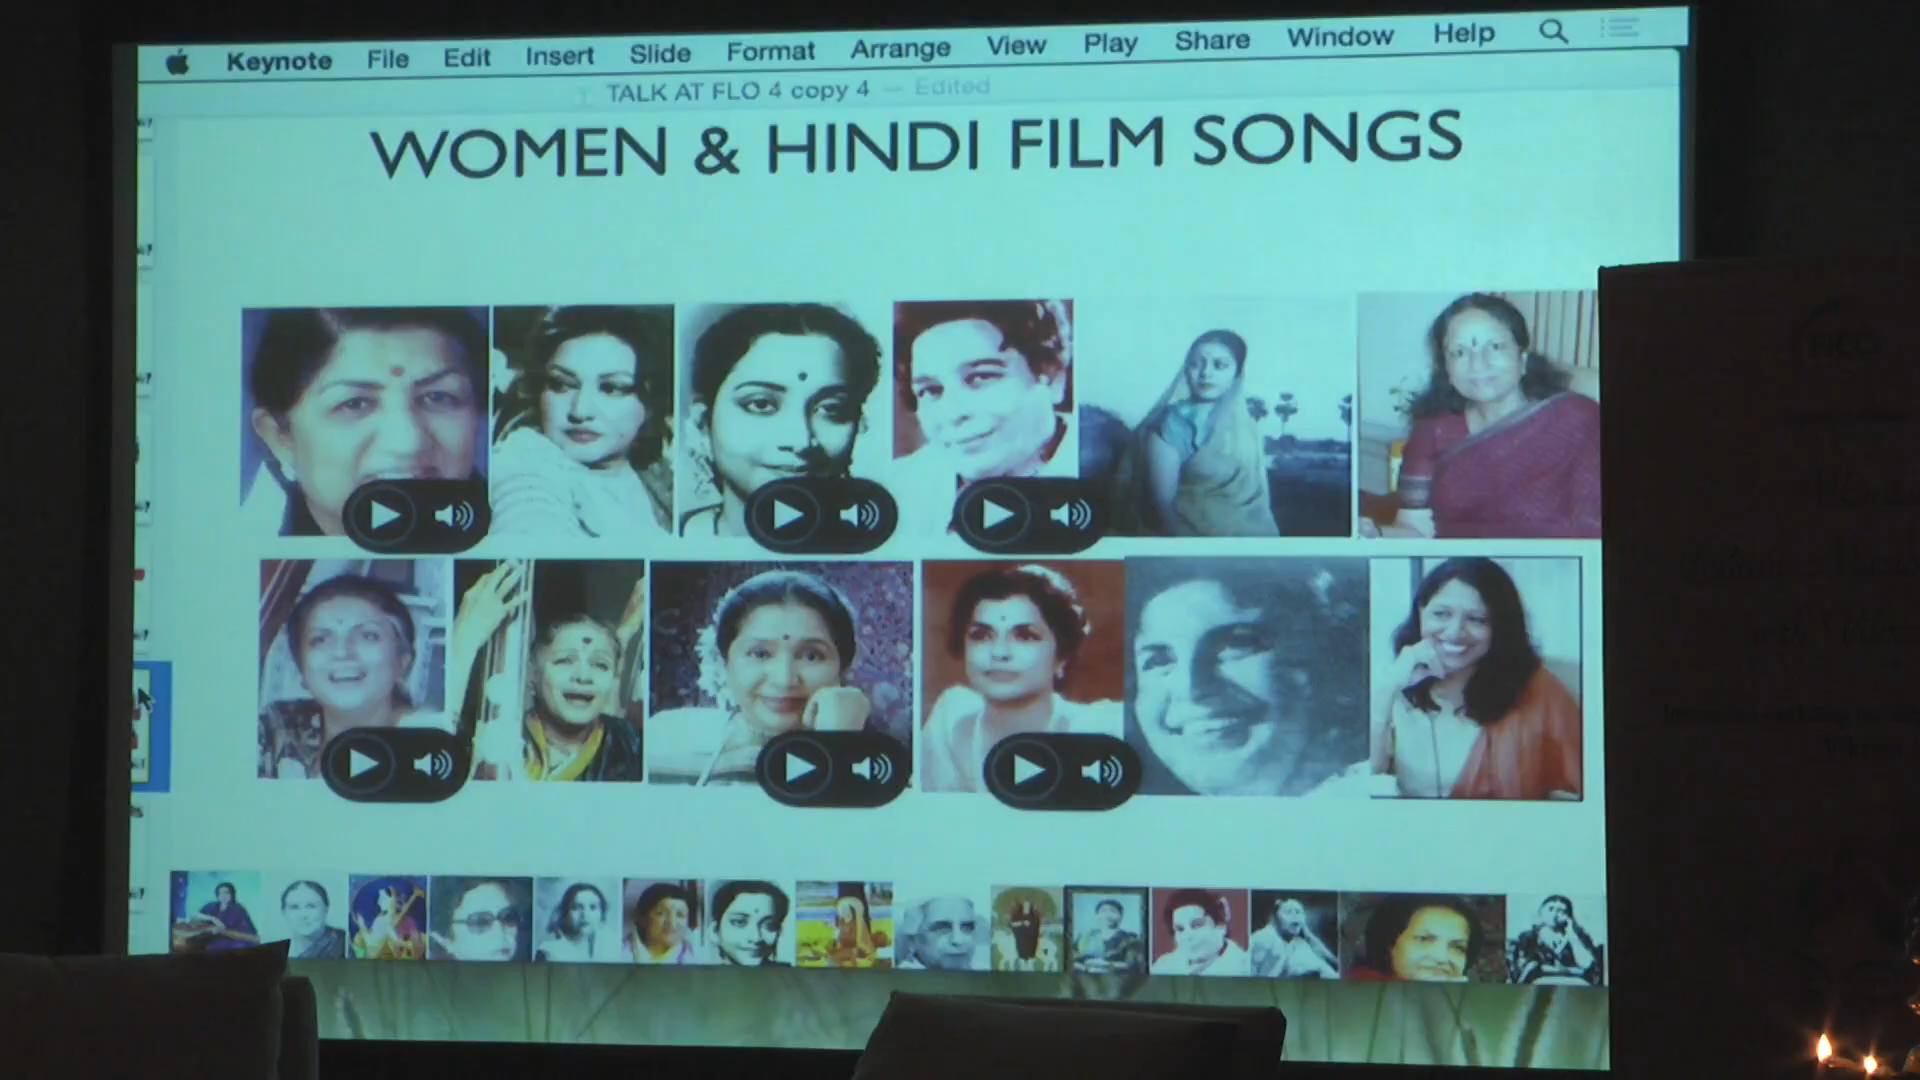 Keynote File Edit Insert Slide Format Arrange View Play Share Window Help
TALK AT FLO 4 copy 4 — Edited
WOMEN & HINDI FILM SONGS
FICCI